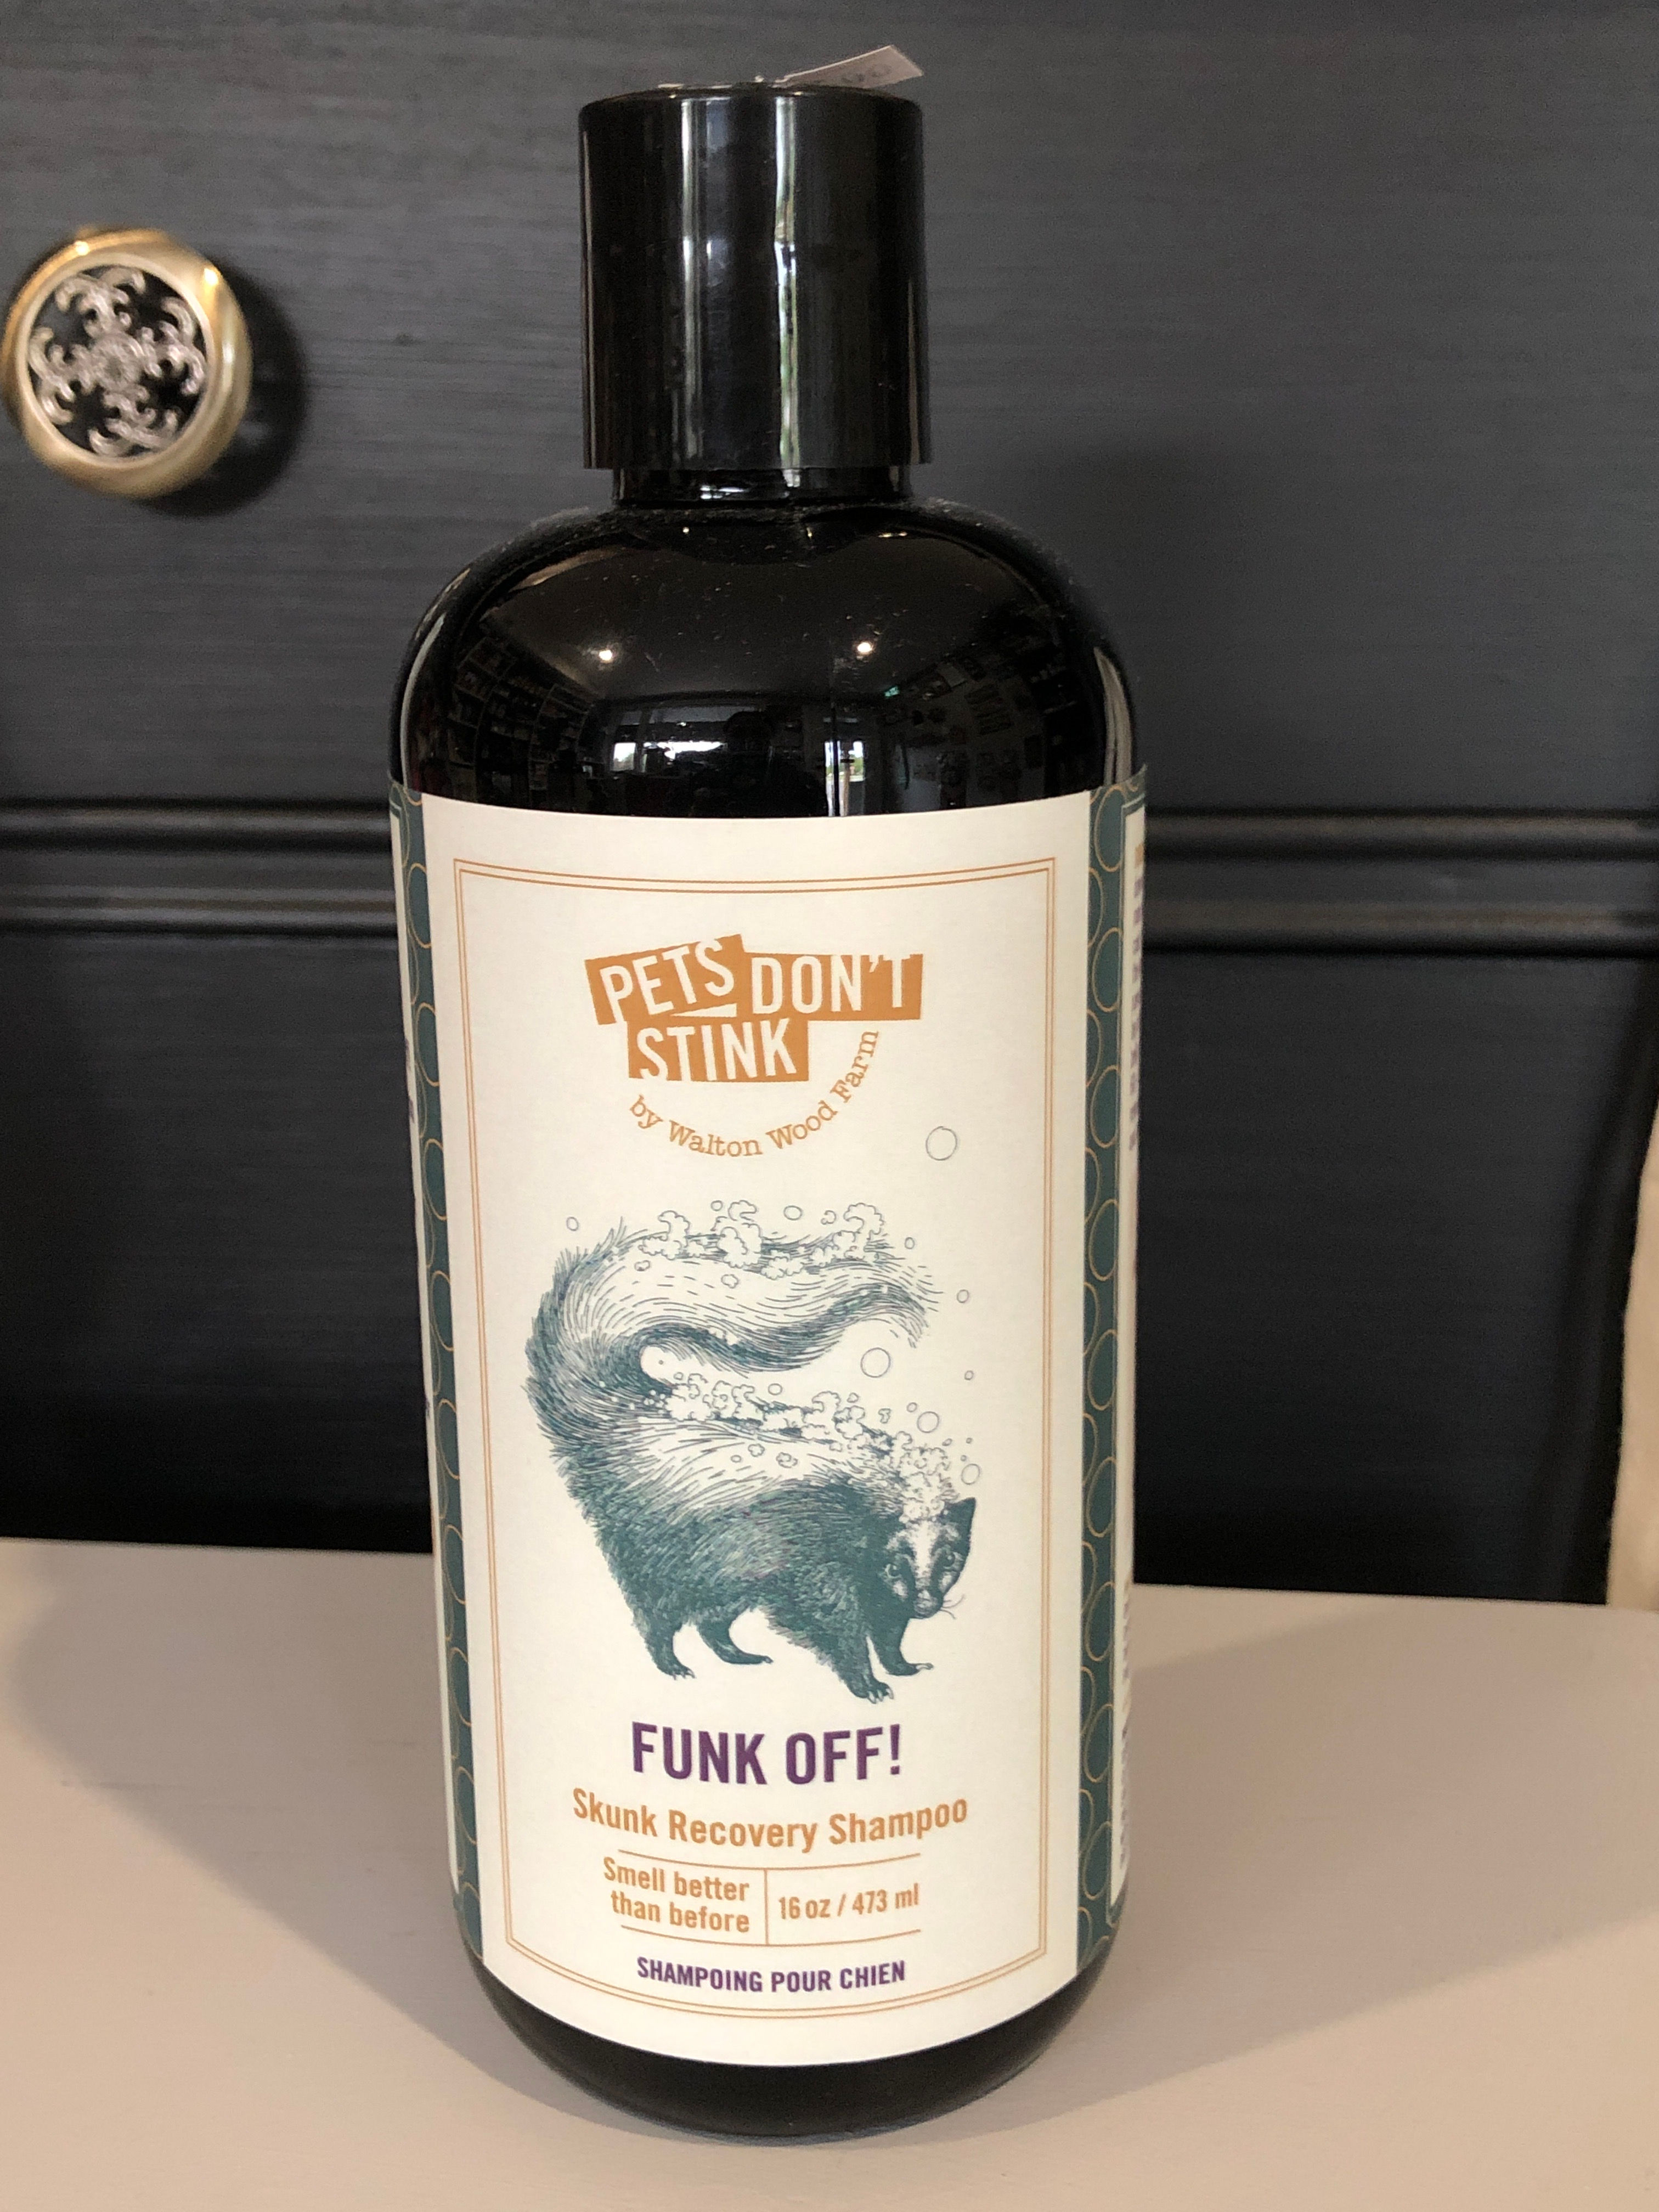 PETS DON'T
STINK
by Walton Wood Farm
FUNK OFF!
Skunk Recovery Shampoo
Smell better
than before
16 oz / 473 ml
SHAMPOING POUR CHIEN